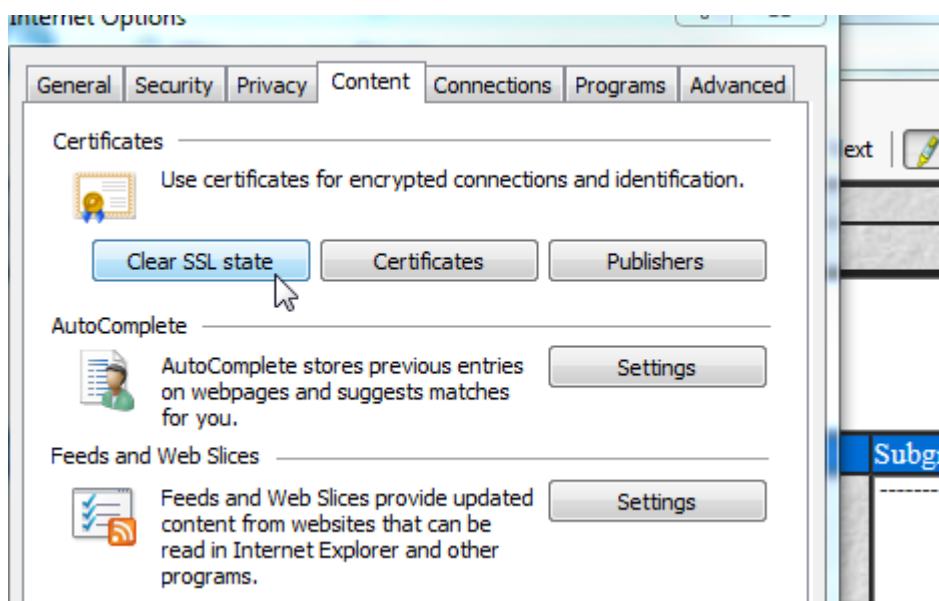 Internet Options
General Security Privacy Content Connections Programs Advanced
Certificates
Use certificates for encrypted connections and identification.
Clear SSL state Certificates Publishers
AutoComplete
AutoComplete stores previous entries
on webpages and suggests matches
for you.
Settings
Feeds and Web Slices
Feeds and Web Slices provide updated
content from websites that can be
read in Internet Explorer and other
programs.
Settings
ext
Subg